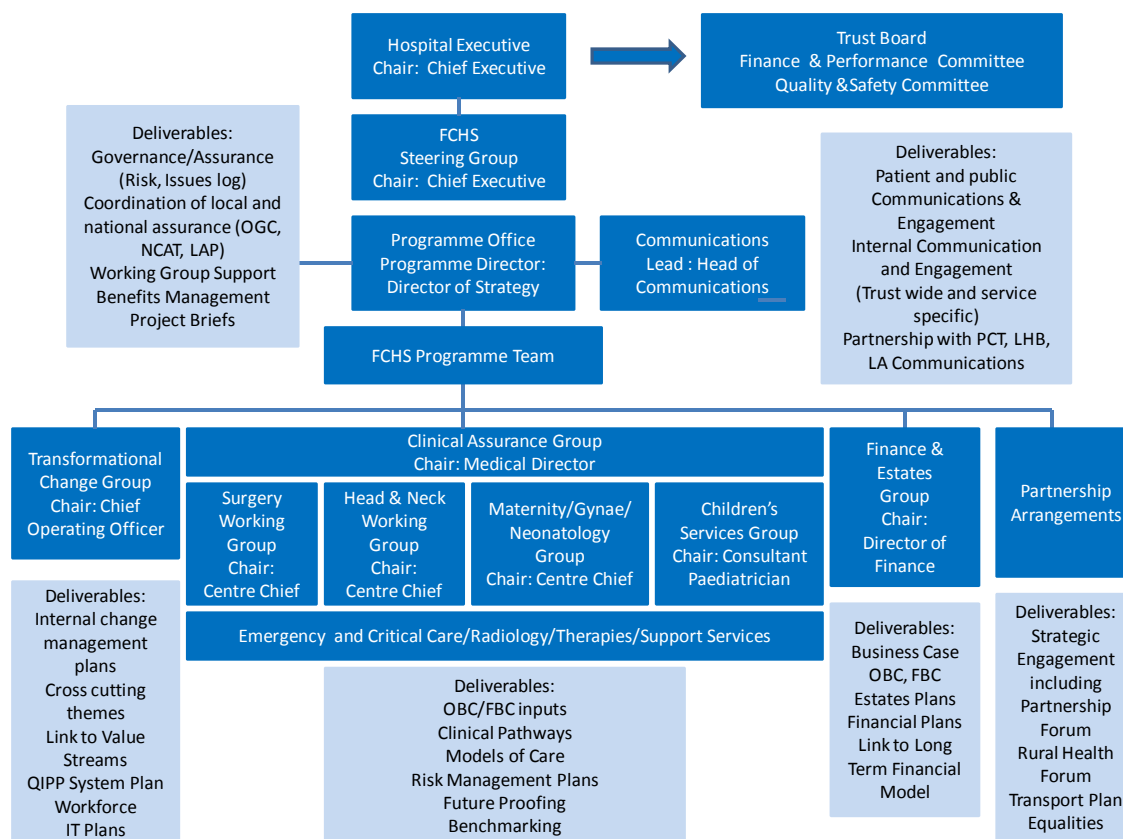 Hospital Executive
Chair: Chief Executive
Trust Board
Finance & Performance Committee
Quality &Safety Committee
FCHS
Steering Group
Chair: Chief Executive
Deliverables:
Governance/Assurance
(Risk, Issues log)
Coordination of local and
national assurance (OGC,
NCAT, LAP)
Working Group Support
Benefits Management
Project Briefs
Programme Office
Programme Director:
Director of Strategy
Communications
Lead : Head of
Communications
Deliverables:
Patient and public
Communications &
Engagement
Internal Communication
and Engagement
(Trust wide and service
specific)
Partnership with PCT, LHB,
LA Communications
FCHS Programme Team
Transformational
Change Group
Chair: Chief
Operating Officer
Clinical Assurance Group
Chair: Medical Director
Surgery
Working
Group
Chair:
Centre Chief
Head & Neck
Working
Group
Chair:
Centre Chief
Maternity/Gynae/
Neonatology
Group
Chair: Centre Chief
Children’s
Services Group
Chair: Consultant
Paediatrician
Emergency and Critical Care/Radiology/Therapies/Support Services
Finance &
Estates
Group
Chair:
Director of
Finance
Partnership
Arrangements
Deliverables:
Internal change
management
plans
Cross cutting
themes
Link to Value
Streams
QIPP System Plan
Workforce
IT Plans
Deliverables:
OBC/FBC inputs
Clinical Pathways
Models of Care
Risk Management Plans
Future Proofing
Benchmarking
Deliverables:
Business Case
OBC, FBC
Estates Plans
Financial Plans
Link to Long
Term Financial
Model
Deliverables:
Strategic
Engagement
including
Partnership
Forum
Rural Health
Forum
Transport Plan
Equalities